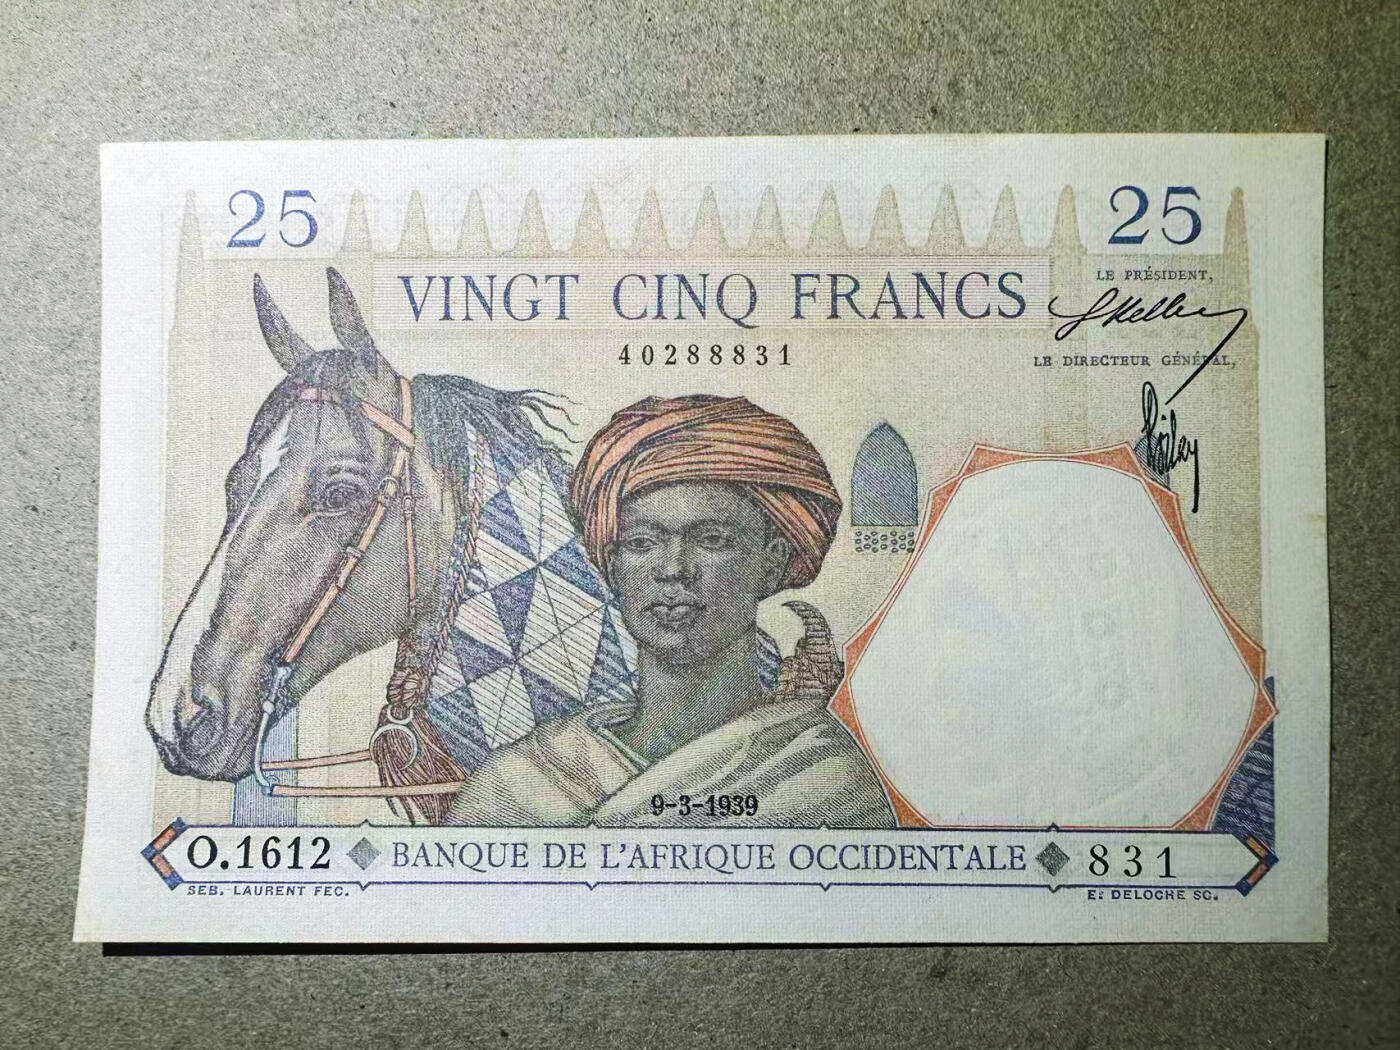 25
25
VINGT CINQ FRANCS
LE PRÉSIDENT,
40288831
LE DIRECTEUR GÉNÉRAL,
9-3-1939
O.1612
BANQUE DE L'AFRIQUE OCCIDENTALE
831
SEB. LAURENT FEC.
E: DELOCHE SC.